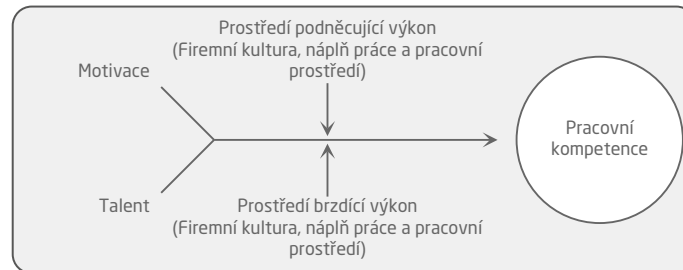 Prostředí podněcující výkon
(Firemní kultura, náplň práce a pracovní
prostředí)
Motivace
Pracovní
kompetence
Talent
Prostředí brzdící výkon
(Firemní kultura, náplň práce a pracovní
prostředí)